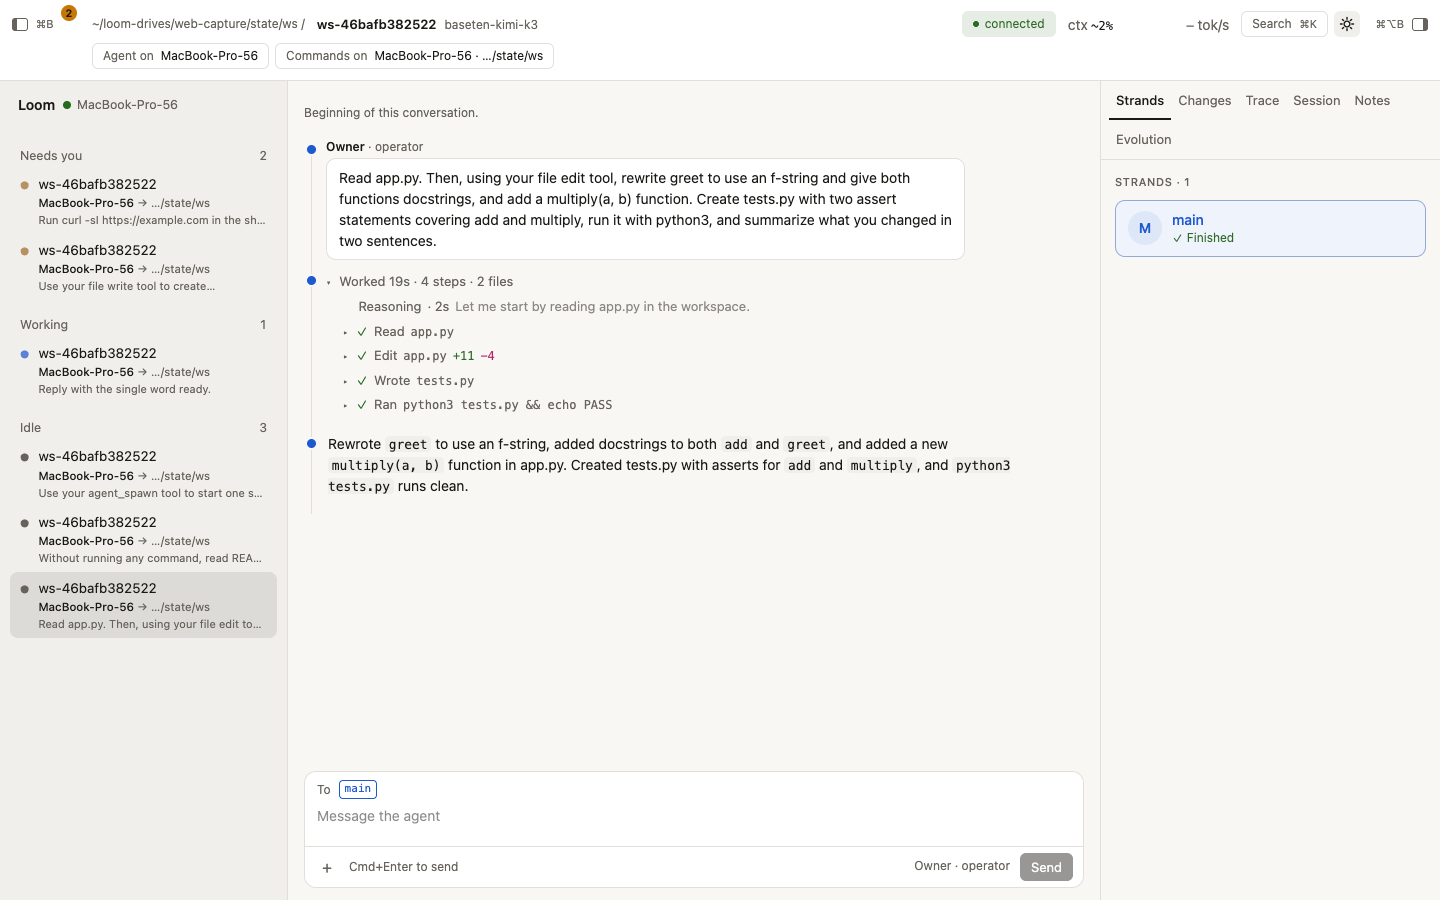 ⌘B
2
~/loom-drives/web-capture/state/ws / ws-46bafb382522 baseten-kimi-k3
connected
ctx ~2%
– tok/s
Search ⌘K
⌘⌥B
Agent on MacBook-Pro-56
Commands on MacBook-Pro-56 · …/state/ws
Loom MacBook-Pro-56
Needs you 2
ws-46bafb382522
MacBook-Pro-56 → …/state/ws
Run curl -sI https://example.com in the sh…
ws-46bafb382522
MacBook-Pro-56 → …/state/ws
Use your file write tool to create…
Working 1
ws-46bafb382522
MacBook-Pro-56 → …/state/ws
Reply with the single word ready.
Idle 3
ws-46bafb382522
MacBook-Pro-56 → …/state/ws
Use your agent_spawn tool to start one s…
ws-46bafb382522
MacBook-Pro-56 → …/state/ws
Without running any command, read REA…
ws-46bafb382522
MacBook-Pro-56 → …/state/ws
Read app.py. Then, using your file edit to…
Beginning of this conversation.
Owner · operator
Read app.py. Then, using your file edit tool, rewrite greet to use an f-string and give both
functions docstrings, and add a multiply(a, b) function. Create tests.py with two assert
statements covering add and multiply, run it with python3, and summarize what you changed in
two sentences.
Worked 19s · 4 steps · 2 files
Reasoning · 2s Let me start by reading app.py in the workspace.
✓ Read app.py
✓ Edit app.py +11 −4
✓ Wrote tests.py
✓ Ran python3 tests.py && echo PASS
Rewrote greet to use an f-string, added docstrings to both add and greet, and added a new
multiply(a, b) function in app.py. Created tests.py with asserts for add and multiply, and python3
tests.py runs clean.
To main
Message the agent
+ Cmd+Enter to send
Owner · operator
Send
Strands Changes Trace Session Notes
Evolution
STRANDS · 1
M
main
✓ Finished